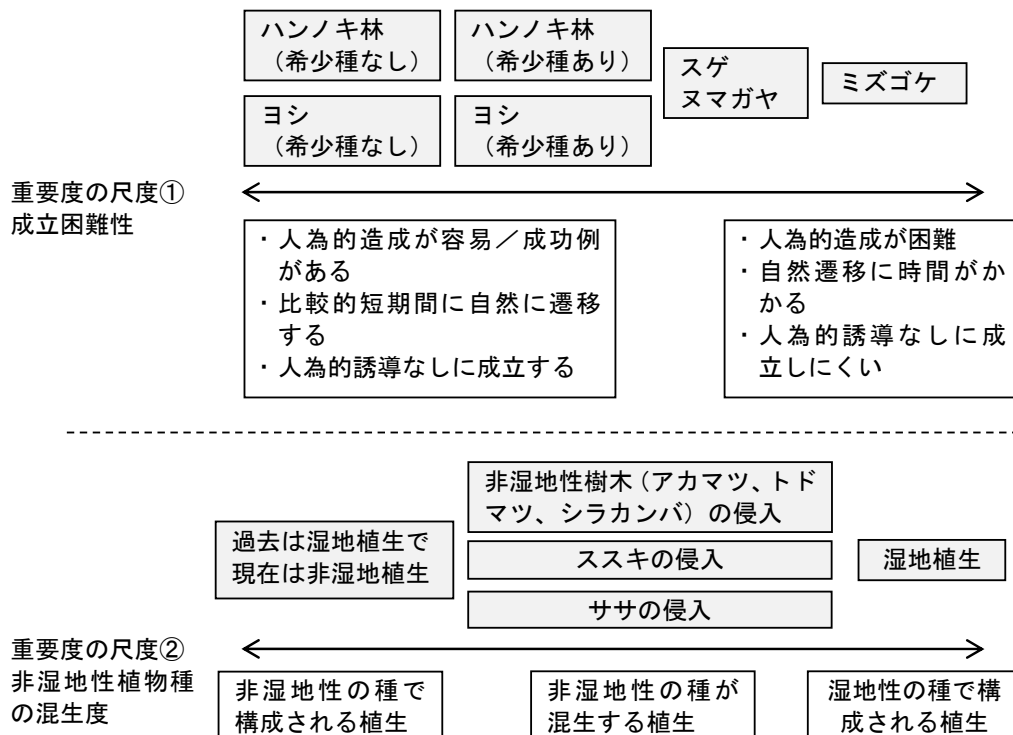 ハンノキ林
（希少種なし）
ハンノキ林
（希少種あり）
スゲ
ヌマガヤ
ミズゴケ
ヨシ
（希少種なし）
ヨシ
（希少種あり）
重要度の尺度①
成立困難性
・人為的造成が容易／成功例
がある
・比較的短期間に自然に遷移
する
・人為的誘導なしに成立する
・人為的造成が困難
・自然遷移に時間がか
かる
・人為的誘導なしに成
立しにくい
過去は湿地植生で
現在は非湿地植生
非湿地性樹木（アカマツ、トド
マツ、シラカンバ）の侵入
ススキの侵入
ササの侵入
湿地植生
重要度の尺度②
非湿地性植物種
の混生度
非湿地性の種で
構成される植生
非湿地性の種が
混生する植生
湿地性の種で構
成される植生